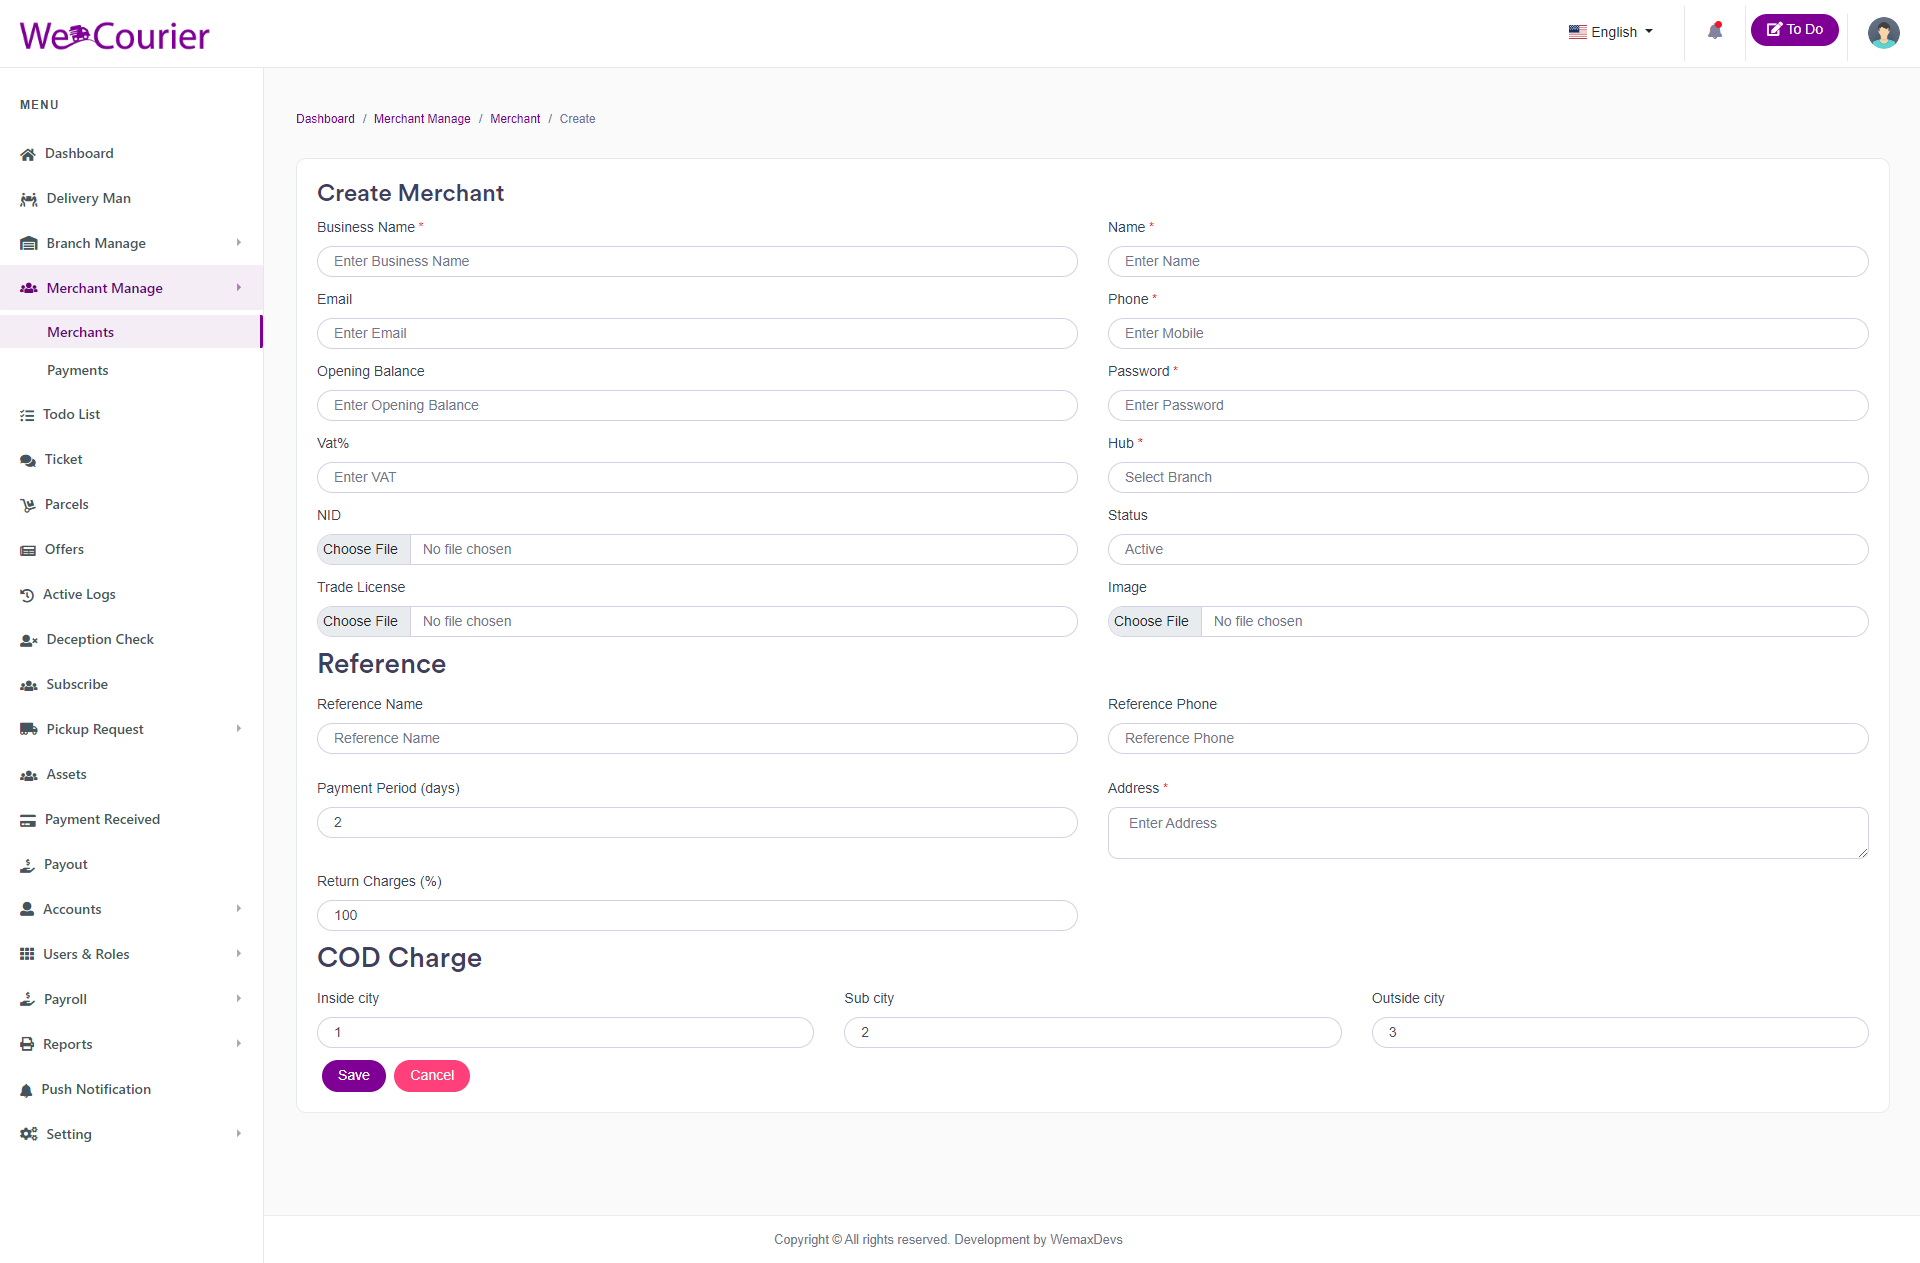 We Courier
English
To Do
MENU
Dashboard
Delivery Man
Branch Manage
Merchant Manage
Merchants
Payments
Todo List
Ticket
Parcels
Offers
Active Logs
Deception Check
Subscribe
Pickup Request
Assets
Payment Received
Payout
Accounts
Users & Roles
Payroll
Reports
Push Notification
Setting
Dashboard / Merchant Manage / Merchant / Create
Create Merchant
Business Name *
Enter Business Name
Name *
Enter Name
Email
Enter Email
Phone *
Enter Mobile
Opening Balance
Enter Opening Balance
Password *
Enter Password
Vat%
Enter VAT
Hub *
Select Branch
NID
Choose File No file chosen
Status
Active
Trade License
Choose File No file chosen
Image
Choose File No file chosen
Reference
Reference Name
Reference Name
Reference Phone
Reference Phone
Payment Period (days)
2
Address *
Enter Address
Return Charges (%)
100
COD Charge
Inside city
1
Sub city
2
Outside city
3
Save
Cancel
Copyright © All rights reserved. Development by WemaxDevs